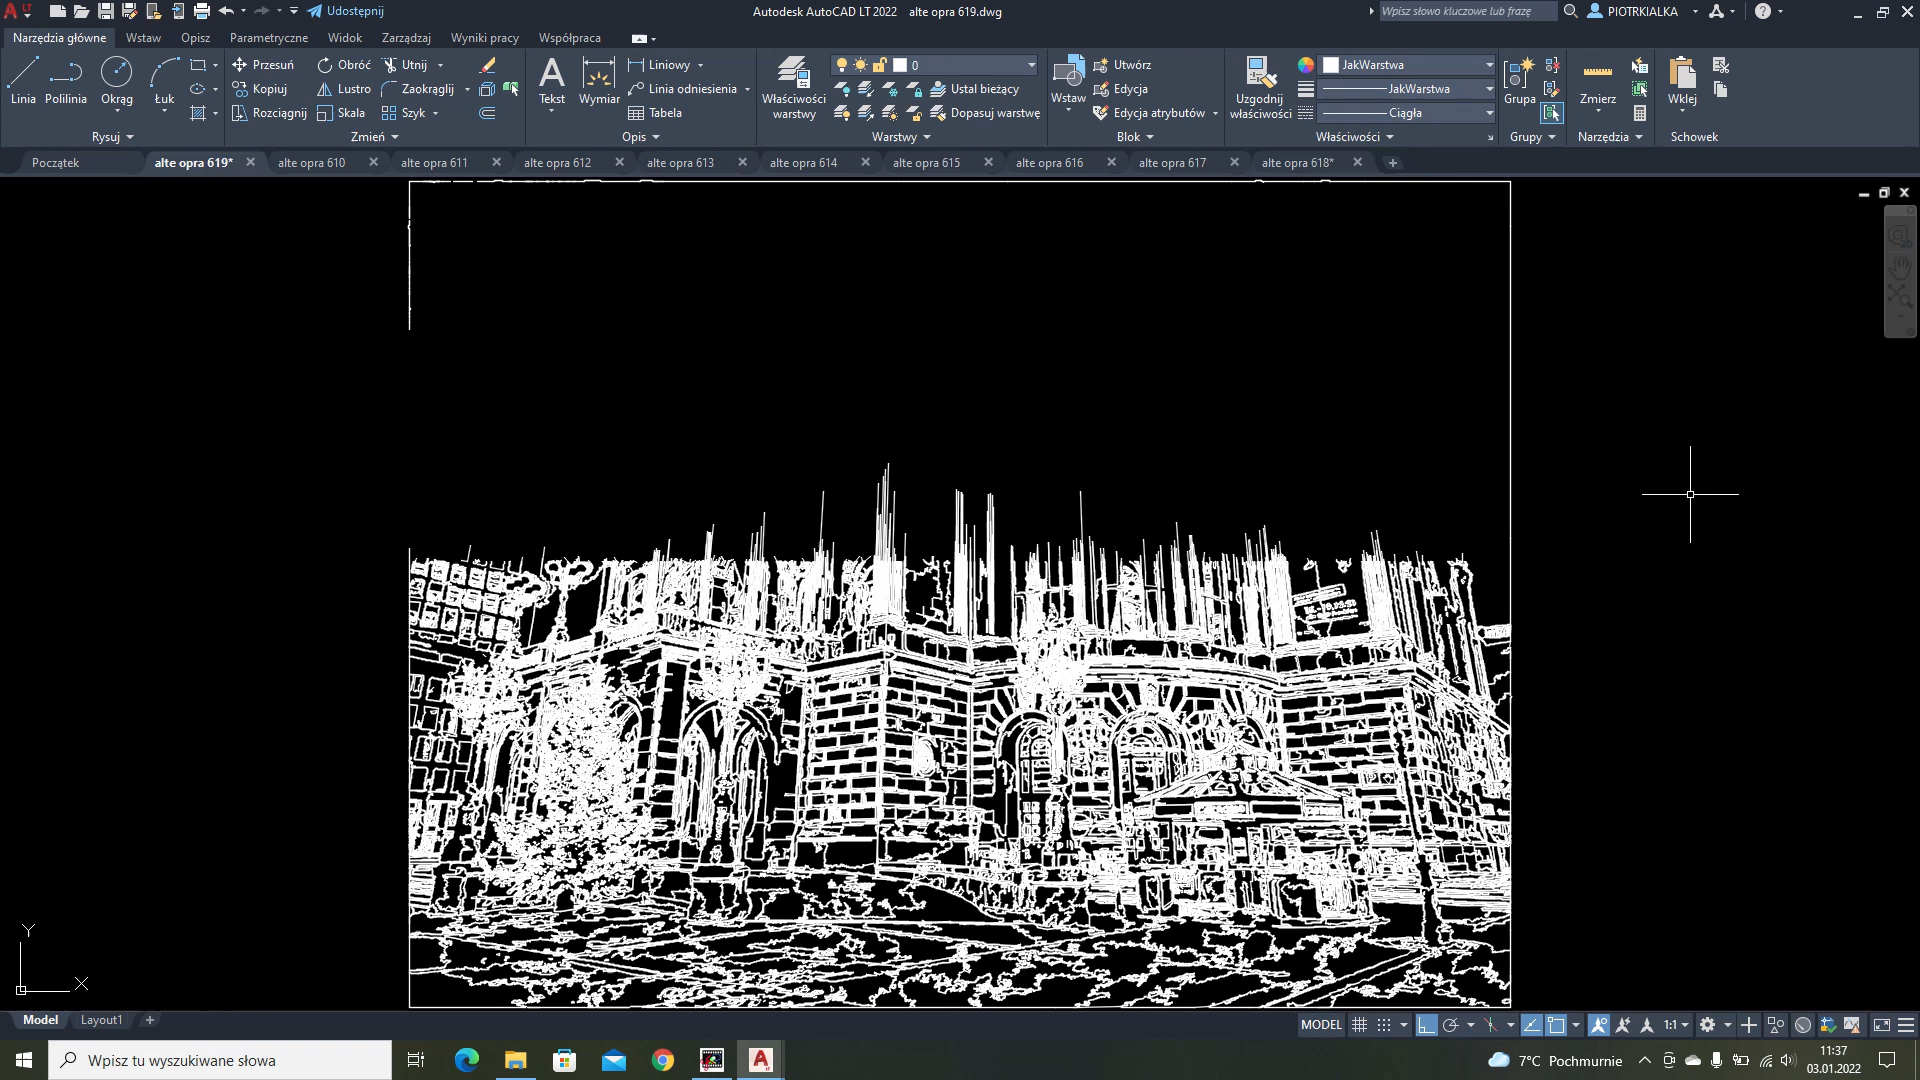 Udostępnij
Autodesk AutoCAD LT 2022 alte opra 619.dwg
Wpisz słowo kluczowe lub frazę
PIOTRKIALKA
Narzędzia główne Wstaw Opisz Parametryczne Widok Zarządzaj Wyniki pracy Współpraca
Linia Polilinia Okrąg Łuk
Przesuń Obróć Utnij
Kopiuj Lustro Zaokrąglij
Rozciągnij Skala Szyk
Tekst Wymiar
Liniowy
Linia odniesienia
Tabela
Właściwości
warstwy
0
Ustal bieżący
Dopasuj warstwę
Wstaw
Utwórz
Edycja
Edycja atrybutów
Uzgodnij
właściwości
JakWarstwa
JakWarstwa
Ciągła
Grupa
Zmierz
Wklej
Rysuj Zmień Opis Warstwy Blok Właściwości Grupy Narzędzia Schowek
Początek alte opra 619* alte opra 610 alte opra 611 alte opra 612 alte opra 613 alte opra 614 alte opra 615 alte opra 616 alte opra 617 alte opra 618*
Y
X
Model Layout1
MODEL 1:1
Wpisz tu wyszukiwane słowa
7°C Pochmurnie
11:37
03.01.2022